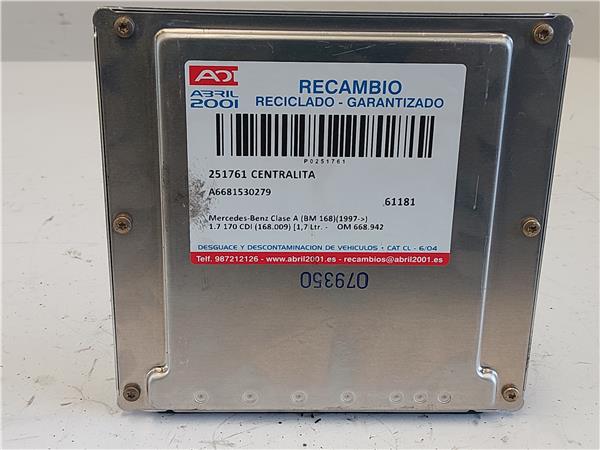 AD
ABRIL
2001
RECAMBIO
RECICLADO - GARANTIZADO
P0251761
251761 CENTRALITA
A6681530279
61181
Mercedes-Benz Clase A (BM 168)(1997->)
1.7 170 CDI (168.009) [1,7 Ltr. - OM 668.942
DESGUACE Y DESCONTAMINACION DE VEHICULOS • CAT CL - 6/04
Telf. 987212126 - www.abril2001.es - recambios@abril2001.es
079350